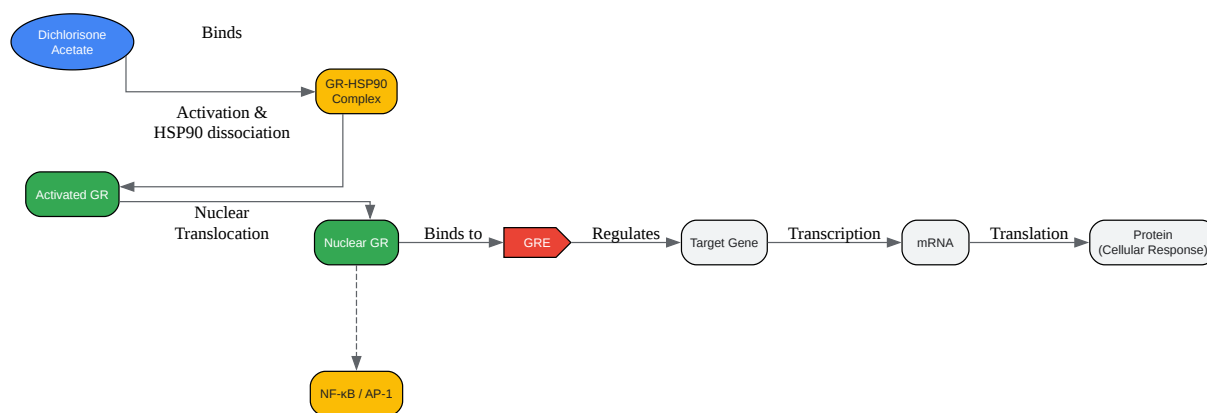 Dichlorisone
Acetate
Binds
GR-HSP90
Complex
Activation &
HSP90 dissociation
Activated GR
Nuclear
Translocation
Nuclear GR
Binds to
GRE
Regulates
Target Gene
Transcription
mRNA
Translation
Protein
(Cellular Response)
NF-κB / AP-1